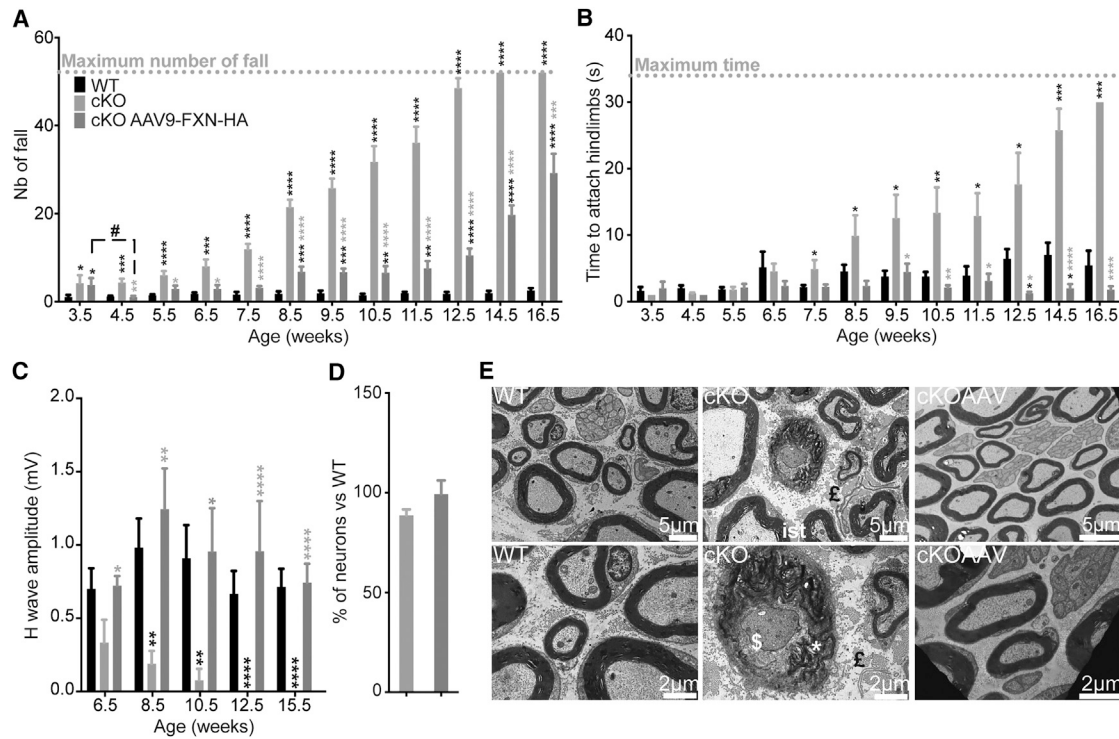 A
Maximum number of fall
WT
cKO
cKO AAV9-FXN-HA
Nb of fall
60
40
20
0
#
* * *** ** **** * *** * **** **** **** *** **** **** *** **** **** ** **** **** ** **** **** *** **** **** **** **** **** **** ***
3.5 4.5 5.5 6.5 7.5 8.5 9.5 10.5 11.5 12.5 14.5 16.5
Age (weeks)
B
Maximum time
Time to attach hindlimbs (s)
40
30
20
10
0
3.5 4.5 5.5 6.5 7.5 8.5 9.5 10.5 11.5 12.5 14.5 16.5
Age (weeks)
C
H wave amplitude (mV)
2.0
1.5
1.0
0.5
0.0
* ** ** ** * **** **** **** ****
6.5 8.5 10.5 12.5 15.5
Age (weeks)
D
% of neurons vs WT
150
100
50
0
E
WT
5µm
cKO
£
ist
5µm
cKOAAV
5µm
WT
2µm
cKO
$
*
£
2µm
cKOAAV
2µm